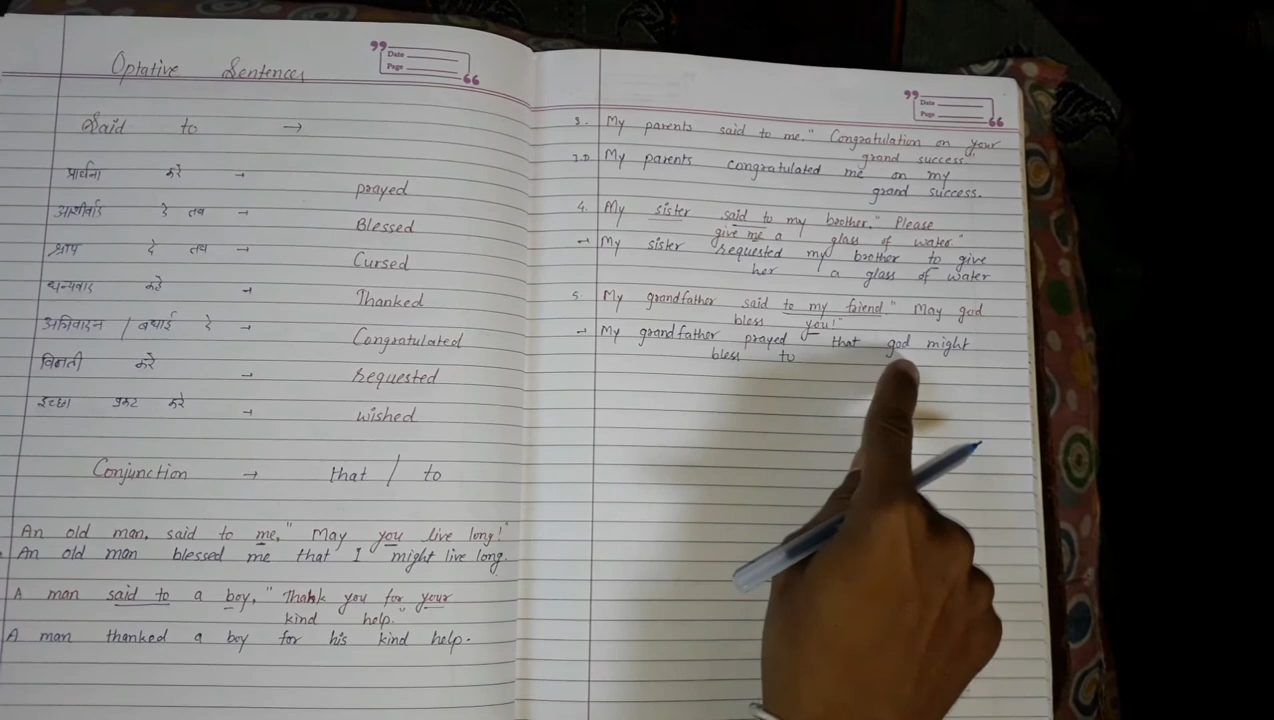 Optative Sentences
Date
Page
Said to →
प्रार्थना करे → prayed
आशीर्वाद दे तब → Blessed
श्राप दे तब → Cursed
धन्यवाद करे → Thanked
अभिवादन / बधाई दे → Congratulated
विनती करे → requested
इच्छा प्रकट करे → wished
Conjunction → that / to
An old man, said to me, "May you live long!"
An old man blessed me that I might live long.
A man said to a boy, "Thank you for your
kind help."
A man thanked a boy for his kind help.
Date
Page
3. My parents said to me." Congratulation on your
grand success."
My parents congratulated me on my
grand success.
4. My sister said to my brother," Please
give me a glass of water."
→ My sister requested my brother to give
her a glass of water
5. My grandfather said to my friend" May god
bless you!"
→ My grandfather prayed that god might
bless to